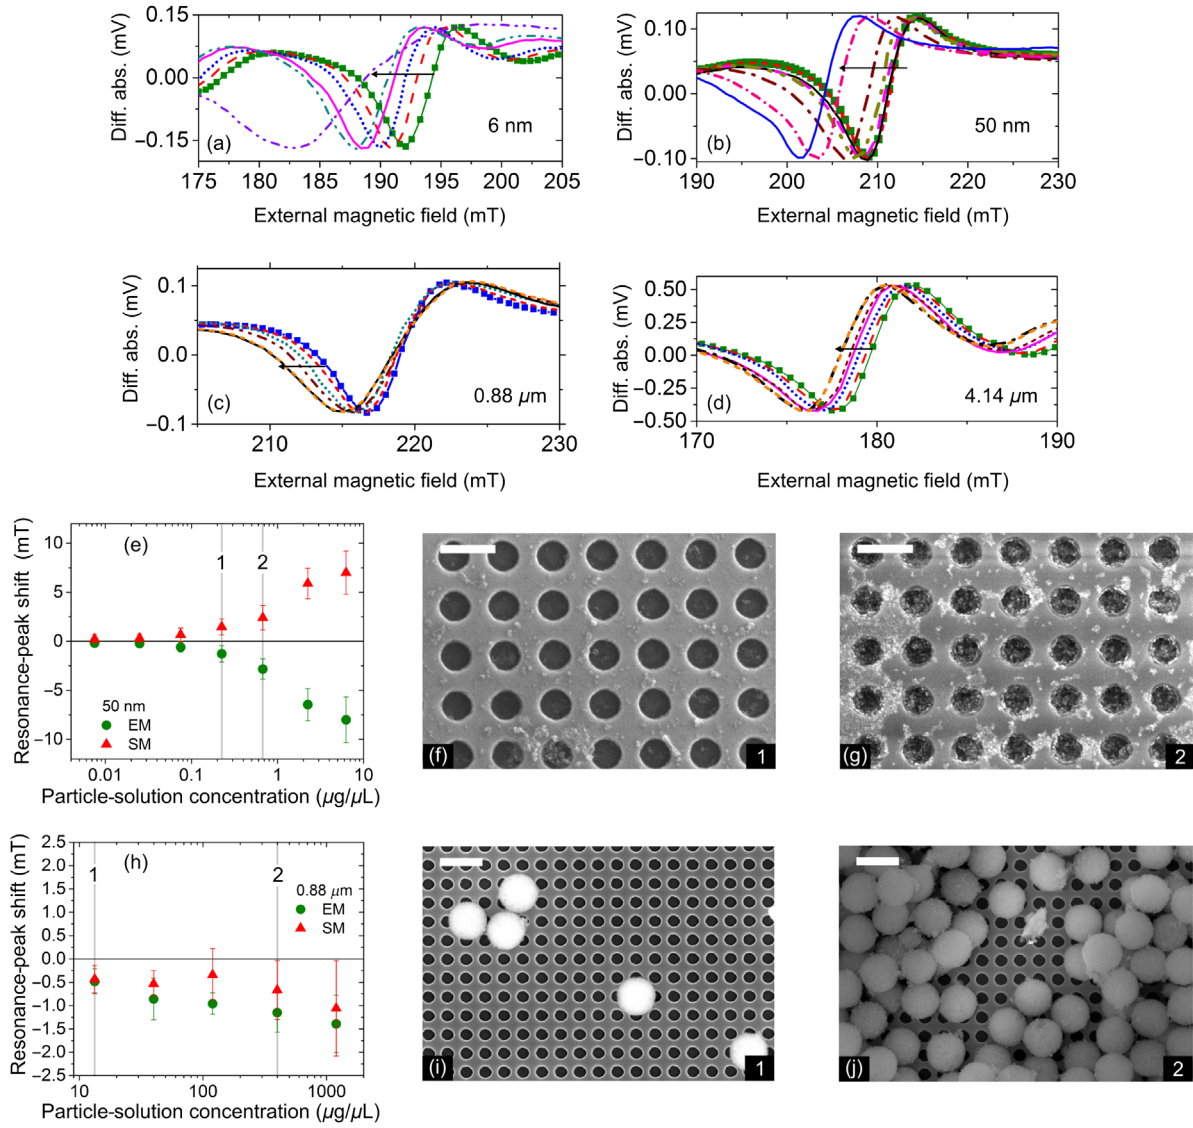 Diff. abs. (mV)
0.15
0.00
−0.15
(a)
6 nm
175 180 185 190 195 200 205
External magnetic field (mT)
Diff. abs. (mV)
0.10
0.00
−0.10
(b)
50 nm
190 200 210 220 230
External magnetic field (mT)
Diff. abs. (mV)
0.1
0.0
−0.1
(c)
0.88 µm
210 220 230
External magnetic field (mT)
Diff. abs. (mV)
0.50
0.25
0.00
−0.25
−0.50
(d)
4.14 µm
170 180 190
External magnetic field (mT)
Resonance-peak shift (mT)
10
5
0
−5
−10
(e)
1 2
50 nm
EM
SM
0.01 0.1 1 10
Particle-solution concentration (µg/µL)
(f)
1
(g)
2
Resonance-peak shift (mT)
2.5
2.0
1.5
1.0
0.5
0.0
−0.5
−1.0
−1.5
−2.0
−2.5
(h)
1 2
0.88 µm
EM
SM
10 100 1000
Particle-solution concentration (µg/µL)
(i)
1
(j)
2